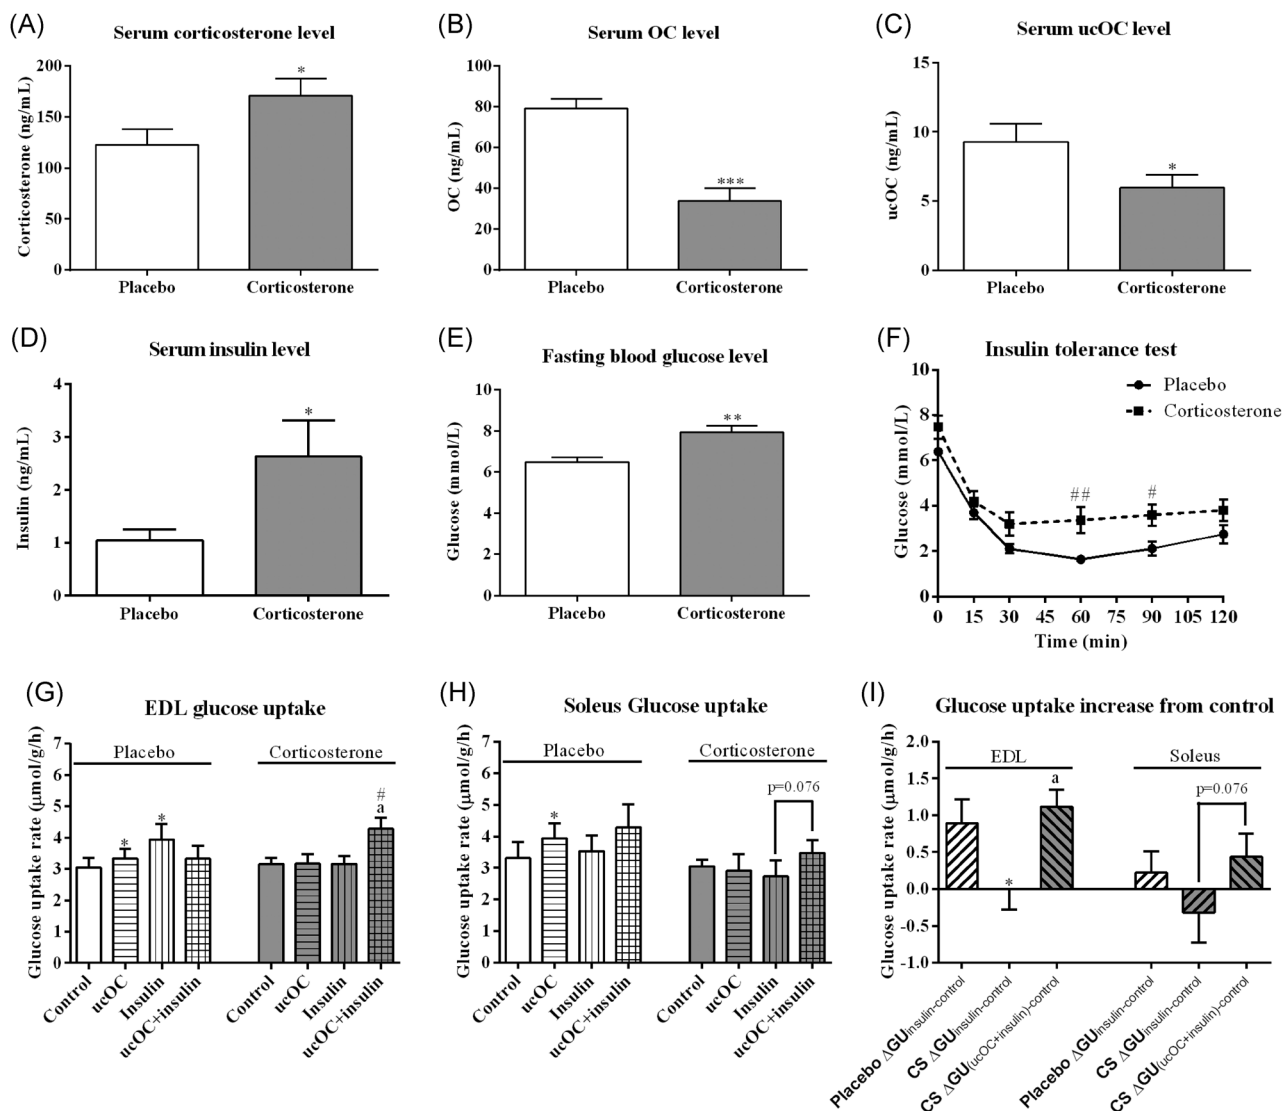 (A)
Serum corticosterone level
Corticosterone (ng/mL)
200
150
100
50
0
*
Placebo
Corticosterone
(B)
Serum OC level
OC (ng/mL)
100
80
60
40
20
0
***
Placebo
Corticosterone
(C)
Serum ucOC level
ucOC (ng/mL)
15
10
5
0
*
Placebo
Corticosterone
(D)
Serum insulin level
Insulin (ng/mL)
4
3
2
1
0
*
Placebo
Corticosterone
(E)
Fasting blood glucose level
Glucose (mmol/L)
10
8
6
4
2
0
**
Placebo
Corticosterone
(F)
Insulin tolerance test
Glucose (mmol/L)
10
8
6
4
2
0
Placebo
Corticosterone
##
#
0 15 30 45 60 75 90 105 120
Time (min)
(G)
EDL glucose uptake
Glucose uptake rate (μmol/g/h)
7
6
5
4
3
2
1
0
Placebo
Corticosterone
*
*
#
a
Control
ucOC
Insulin
ucOC+insulin
Control
ucOC
Insulin
ucOC+insulin
(H)
Soleus Glucose uptake
Glucose uptake rate (μmol/g/h)
7
6
5
4
3
2
1
0
Placebo
Corticosterone
*
p=0.076
Control
ucOC
Insulin
ucOC+insulin
Control
ucOC
Insulin
ucOC+insulin
(I)
Glucose uptake increase from control
Glucose uptake rate (μmol/g/h)
2.0
1.5
1.0
0.5
0.0
-0.5
-1.0
EDL
Soleus
a
*
p=0.076
Placebo ΔGUinsulin-control
CS ΔGUinsulin-control
CS ΔGU(ucOC+insulin)-control
Placebo ΔGUinsulin-control
CS ΔGUinsulin-control
CS ΔGU(ucOC+insulin)-control